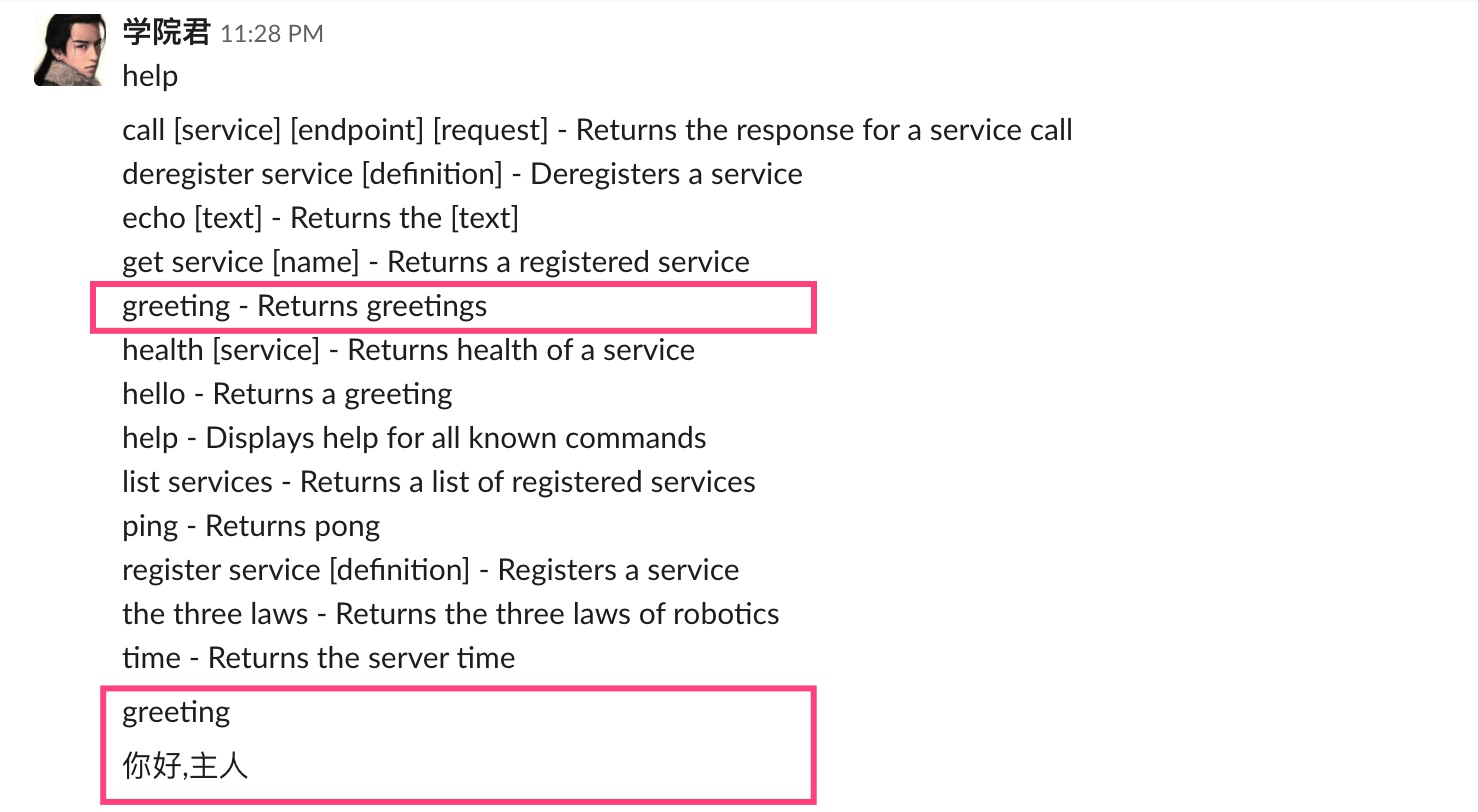 学院君 11:28 PM
help
call [service] [endpoint] [request] - Returns the response for a service call
deregister service [definition] - Deregisters a service
echo [text] - Returns the [text]
get service [name] - Returns a registered service
greeting - Returns greetings
health [service] - Returns health of a service
hello - Returns a greeting
help - Displays help for all known commands
list services - Returns a list of registered services
ping - Returns pong
register service [definition] - Registers a service
the three laws - Returns the three laws of robotics
time - Returns the server time
greeting
你好,主人